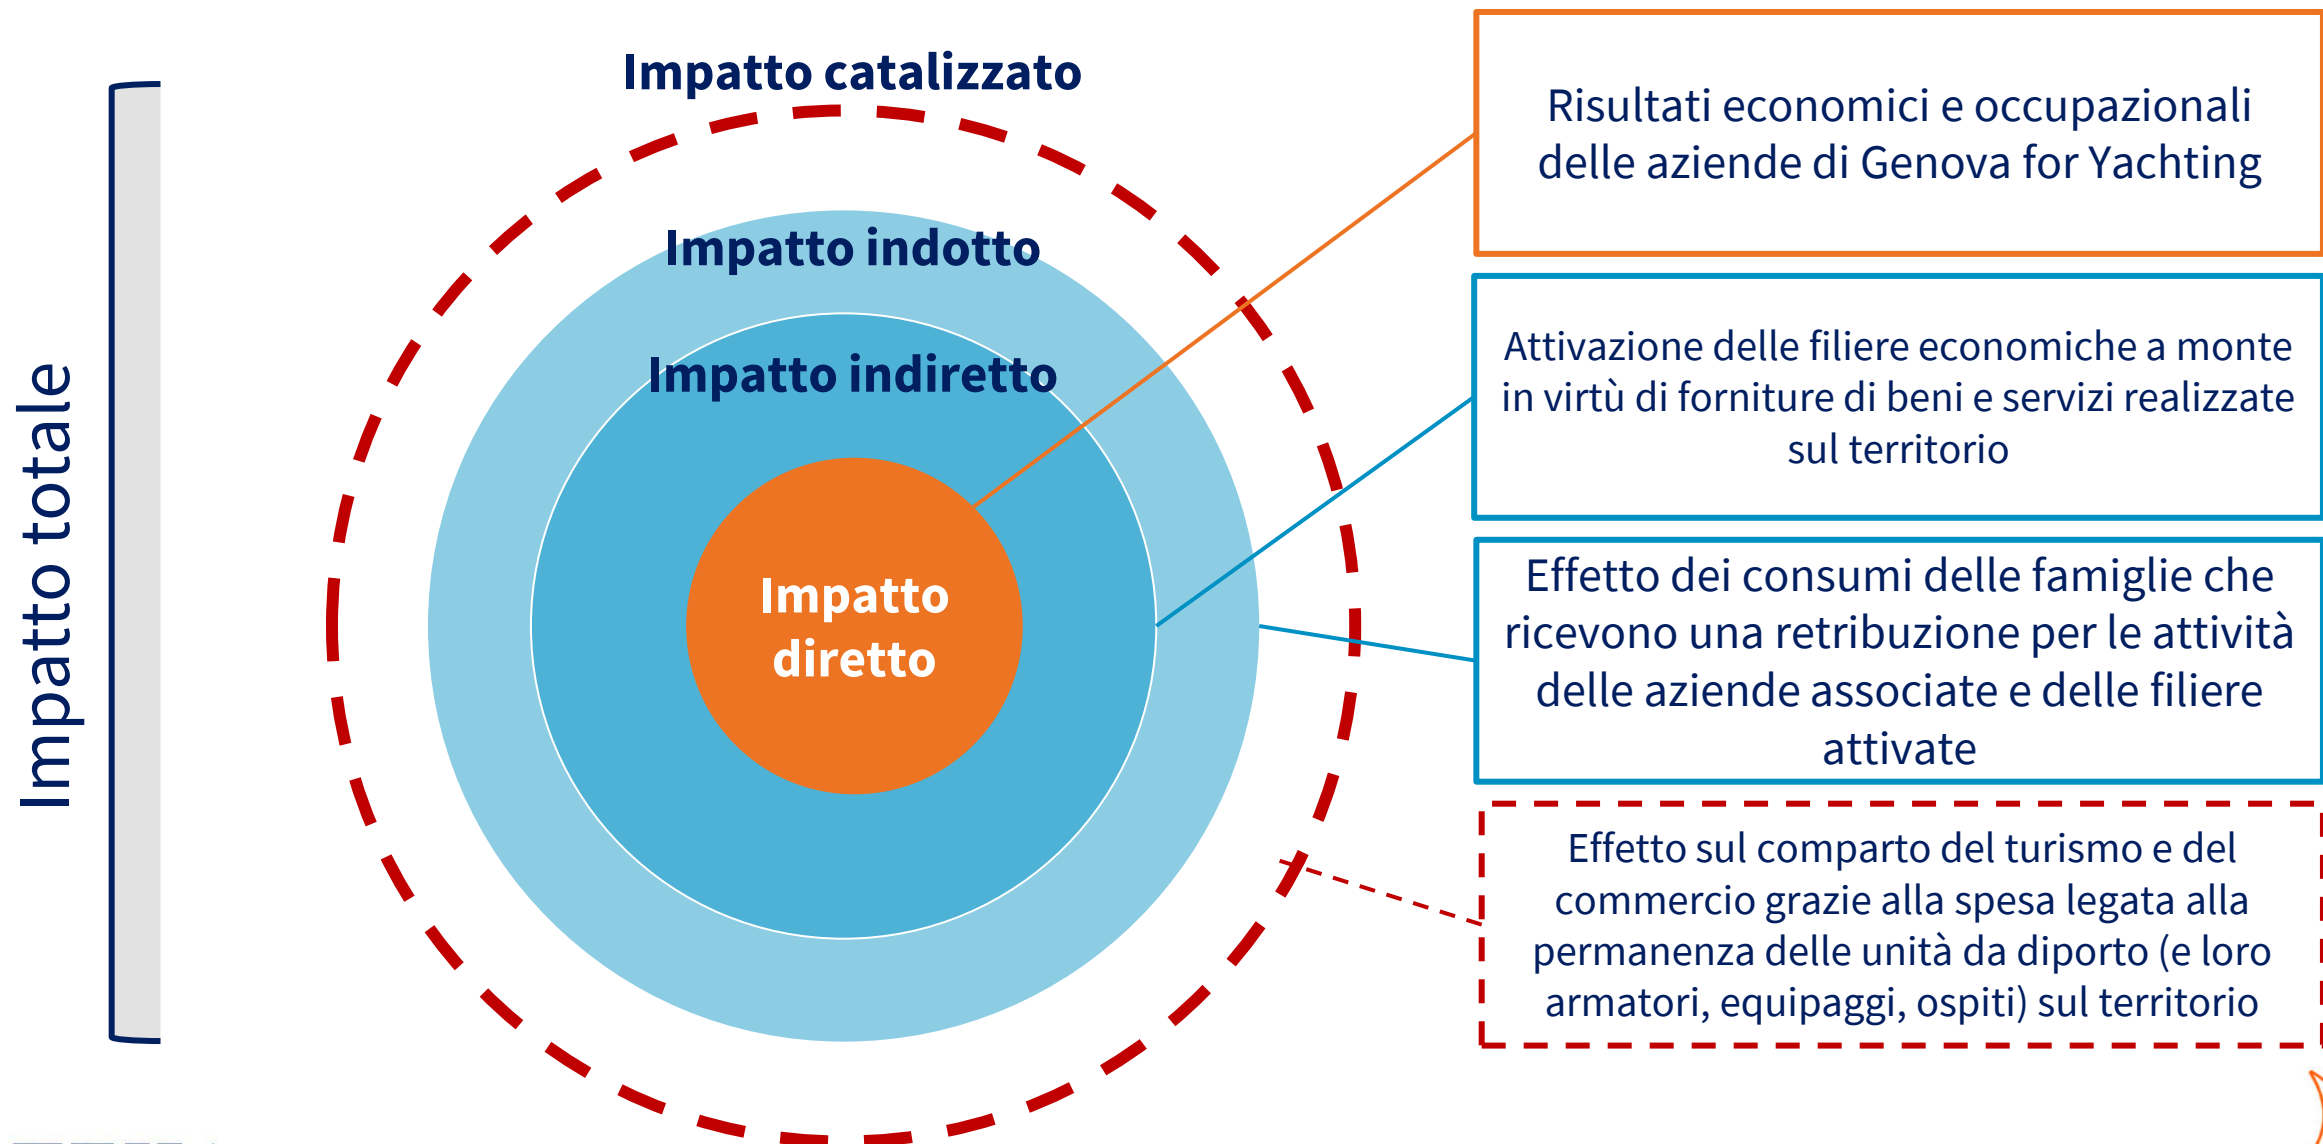 Impatto totale
Impatto catalizzato
Impatto indotto
Impatto indiretto
Impatto
diretto
Risultati economici e occupazionali
delle aziende di Genova for Yachting
Attivazione delle filiere economiche a monte
in virtù di forniture di beni e servizi realizzate
sul territorio
Effetto dei consumi delle famiglie che
ricevono una retribuzione per le attività
delle aziende associate e delle filiere
attivate
Effetto sul comparto del turismo e del
commercio grazie alla spesa legata alla
permanenza delle unità da diporto (e loro
armatori, equipaggi, ospiti) sul territorio